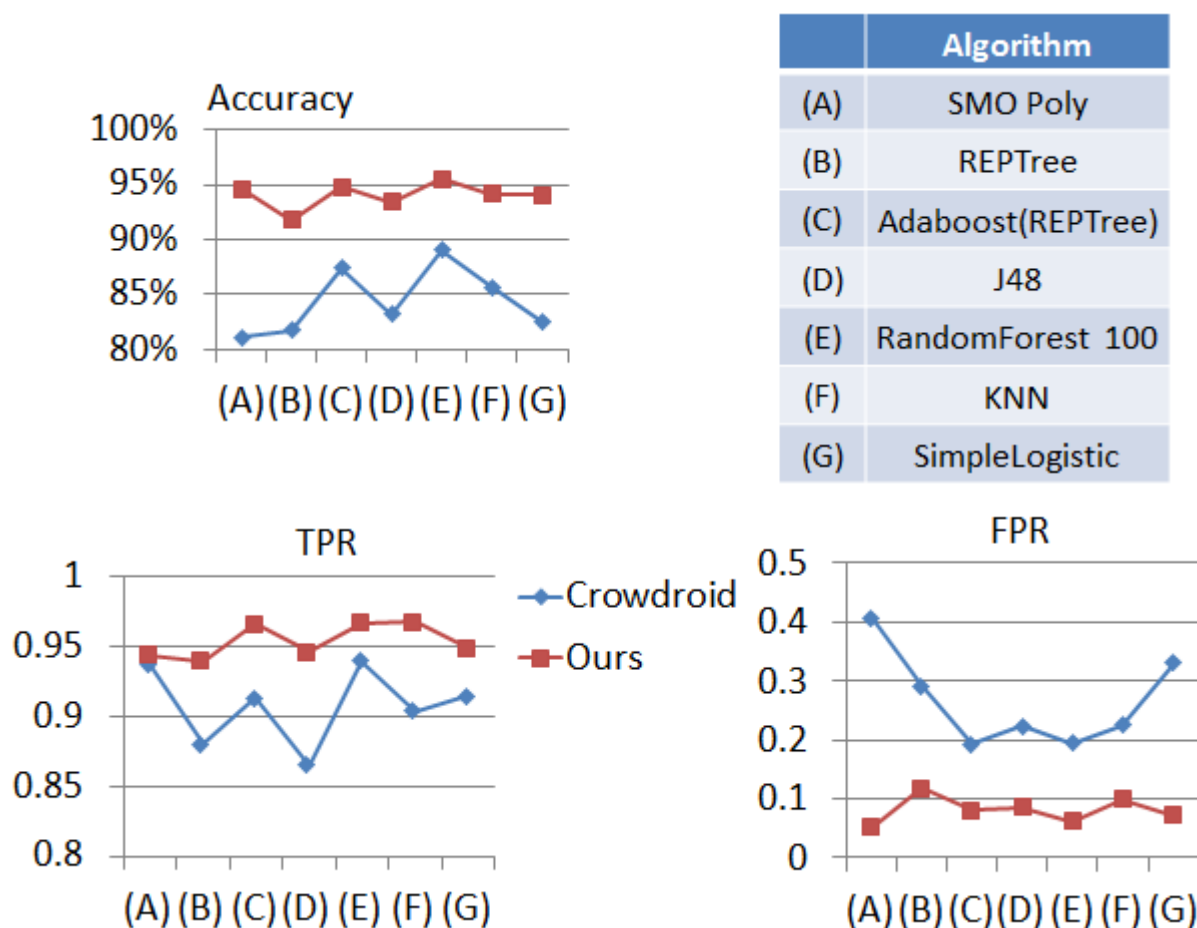 Accuracy
100%
95%
90%
85%
80%
(A) (B) (C) (D) (E) (F) (G)
Algorithm
(A) SMO Poly
(B) REPTree
(C) Adaboost(REPTree)
(D) J48
(E) RandomForest 100
(F) KNN
(G) SimpleLogistic
TPR
1
0.95
0.9
0.85
0.8
(A) (B) (C) (D) (E) (F) (G)
Crowdroid
Ours
FPR
0.5
0.4
0.3
0.2
0.1
0
(A) (B) (C) (D) (E) (F) (G)